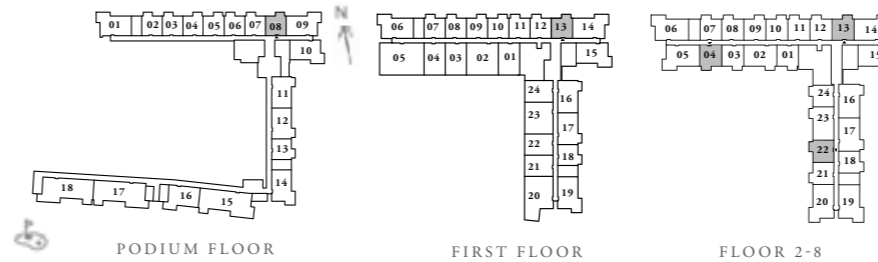 N
01 02 03 04 05 06 07 08 09
10
11
12
13
14
18 17 16 15
PODIUM FLOOR
06 07 08 09 10 11 12 13 14
05 04 03 02 01 15
24 16
23 17
22 18
21
20 19
FIRST FLOOR
06 07 08 09 10 11 12 13 14
05 04 03 02 01 15
24 16
23 17
22 18
21
20 19
FLOOR 2-8